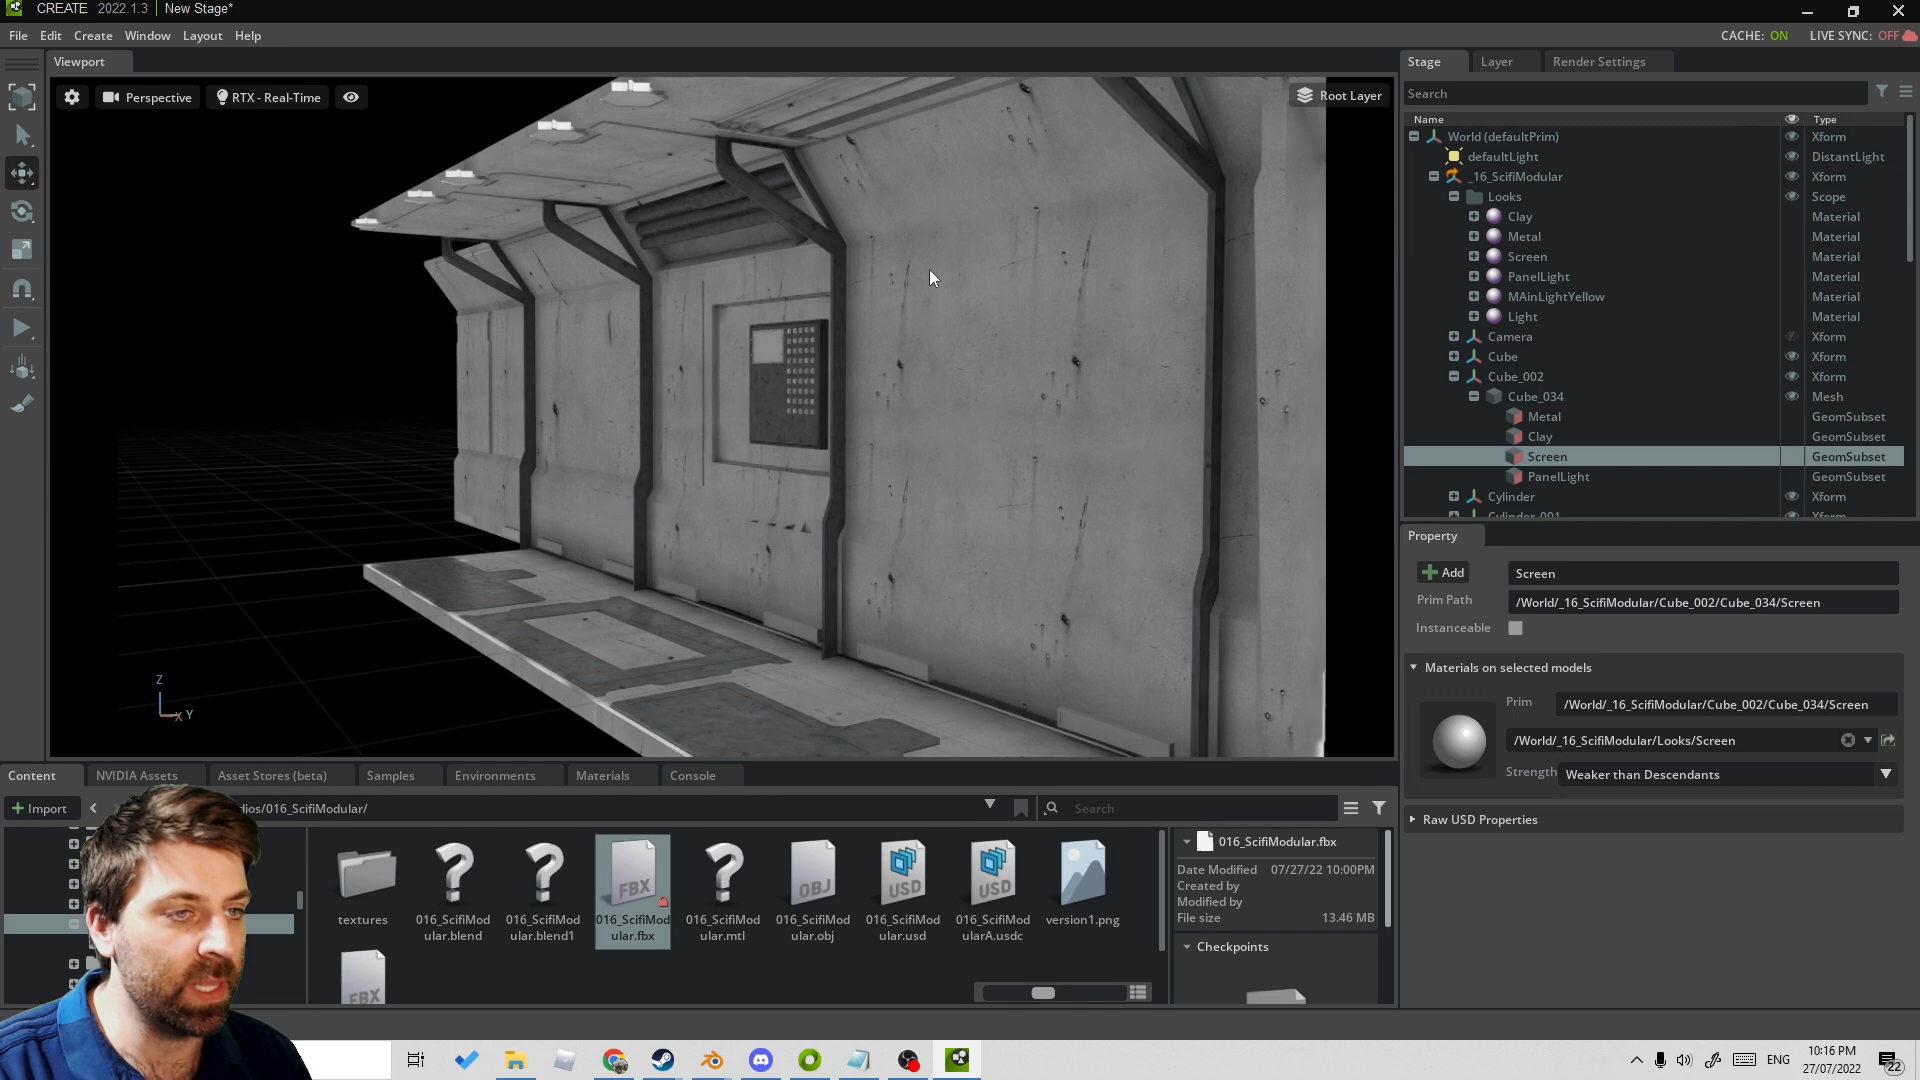 CREATE 2022.1.3 New Stage*
File Edit Create Window Layout Help
CACHE: ON LIVE SYNC: OFF
Viewport
Perspective RTX - Real-Time
Root Layer
Z
X Y
Stage Layer Render Settings
Search
Name Type
World (defaultPrim) Xform
defaultLight DistantLight
_16_ScifiModular Xform
Looks Scope
Clay Material
Metal Material
Screen Material
PanelLight Material
MAinLightYellow Material
Light Material
Camera Xform
Cube Xform
Cube_002 Xform
Cube_034 Mesh
Metal GeomSubset
Clay GeomSubset
Screen GeomSubset
PanelLight GeomSubset
Cylinder Xform
Cylinder_001 Xform
Property
Add Screen
Prim Path /World/_16_ScifiModular/Cube_002/Cube_034/Screen
Instanceable
Materials on selected models
Prim /World/_16_ScifiModular/Cube_002/Cube_034/Screen
/World/_16_ScifiModular/Looks/Screen
Strength Weaker than Descendants
Raw USD Properties
Content NVIDIA Assets Asset Stores (beta) Samples Environments Materials Console
Import dios/016_ScifiModular/ Search
textures
016_ScifiMod
ular.blend
016_ScifiMod
ular.blend1
FBX
016_ScifiMod
ular.fbx
016_ScifiMod
ular.mtl
OBJ
016_ScifiMod
ular.obj
USD
016_ScifiMod
ular.usd
USD
016_ScifiMod
ularA.usdc
version1.png
FBX
016_ScifiModular.fbx
Date Modified 07/27/22 10:00PM
Created by
Modified by
File size 13.46 MB
Checkpoints
ENG
10:16 PM
27/07/2022
22